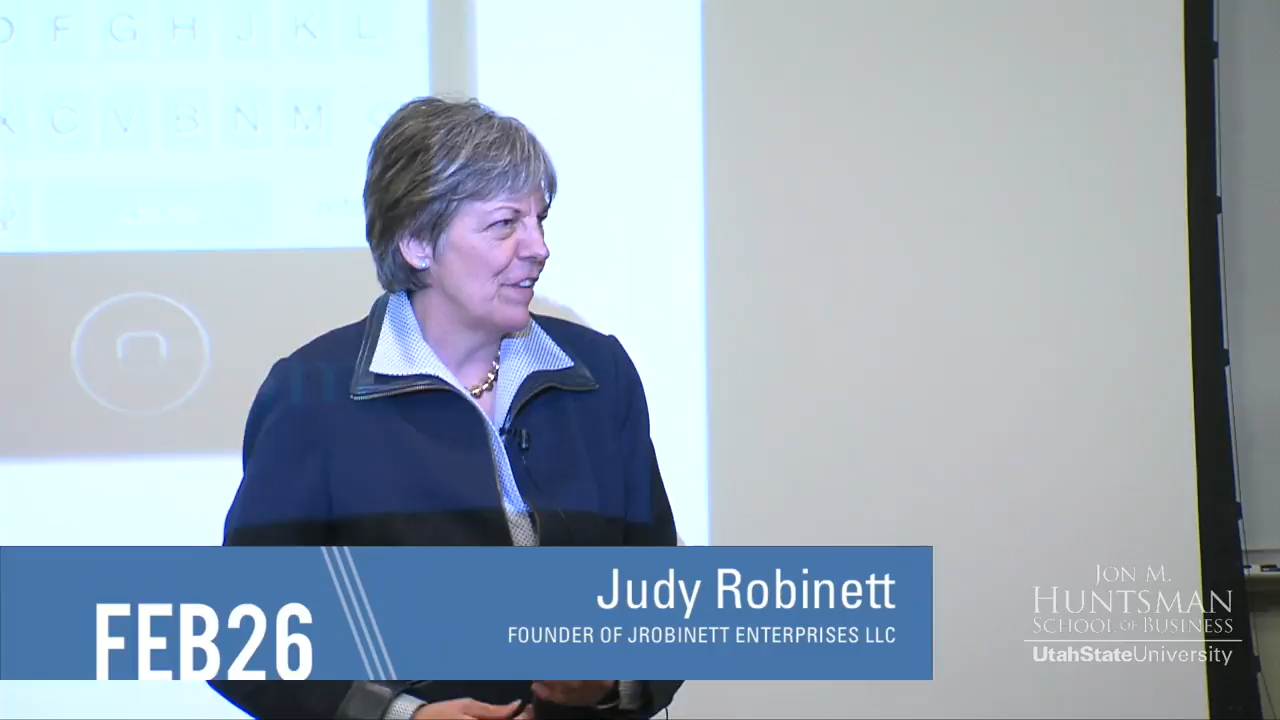 D F G H J K L
X C V B N M
Judy Robinett
FOUNDER OF JROBINETT ENTERPRISES LLC
FEB26
JON M.
HUNTSMAN
SCHOOL OF BUSINESS
UtahStateUniversity